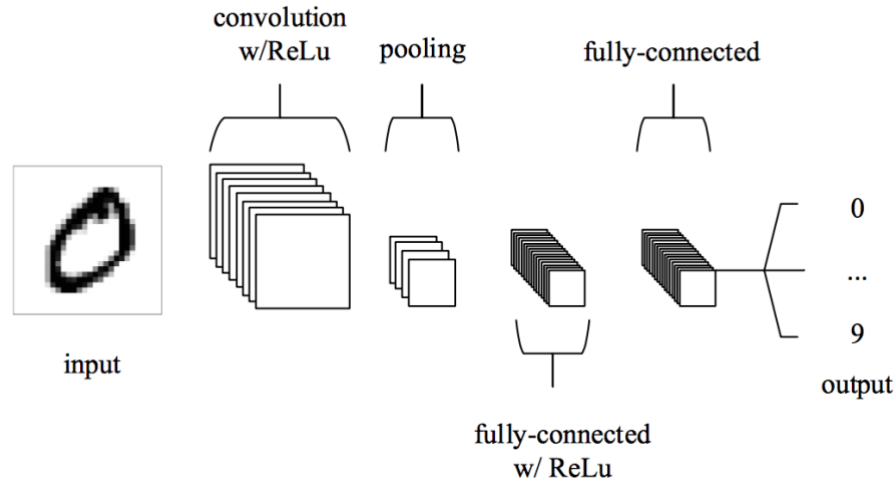 convolution
w/ReLu
pooling
fully-connected
input
0
...
9
output
fully-connected
w/ ReLu